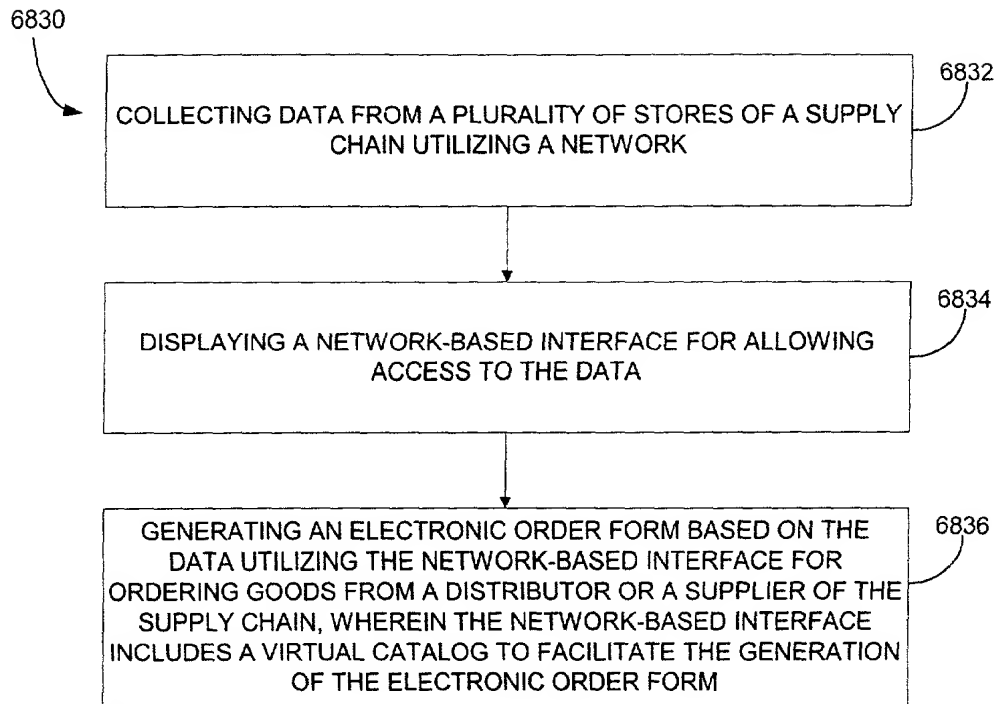 6830
6832
COLLECTING DATA FROM A PLURALITY OF STORES OF A SUPPLY
CHAIN UTILIZING A NETWORK
6834
DISPLAYING A NETWORK-BASED INTERFACE FOR ALLOWING
ACCESS TO THE DATA
6836
GENERATING AN ELECTRONIC ORDER FORM BASED ON THE
DATA UTILIZING THE NETWORK-BASED INTERFACE FOR
ORDERING GOODS FROM A DISTRIBUTOR OR A SUPPLIER OF THE
SUPPLY CHAIN, WHEREIN THE NETWORK-BASED INTERFACE
INCLUDES A VIRTUAL CATALOG TO FACILITATE THE GENERATION
OF THE ELECTRONIC ORDER FORM